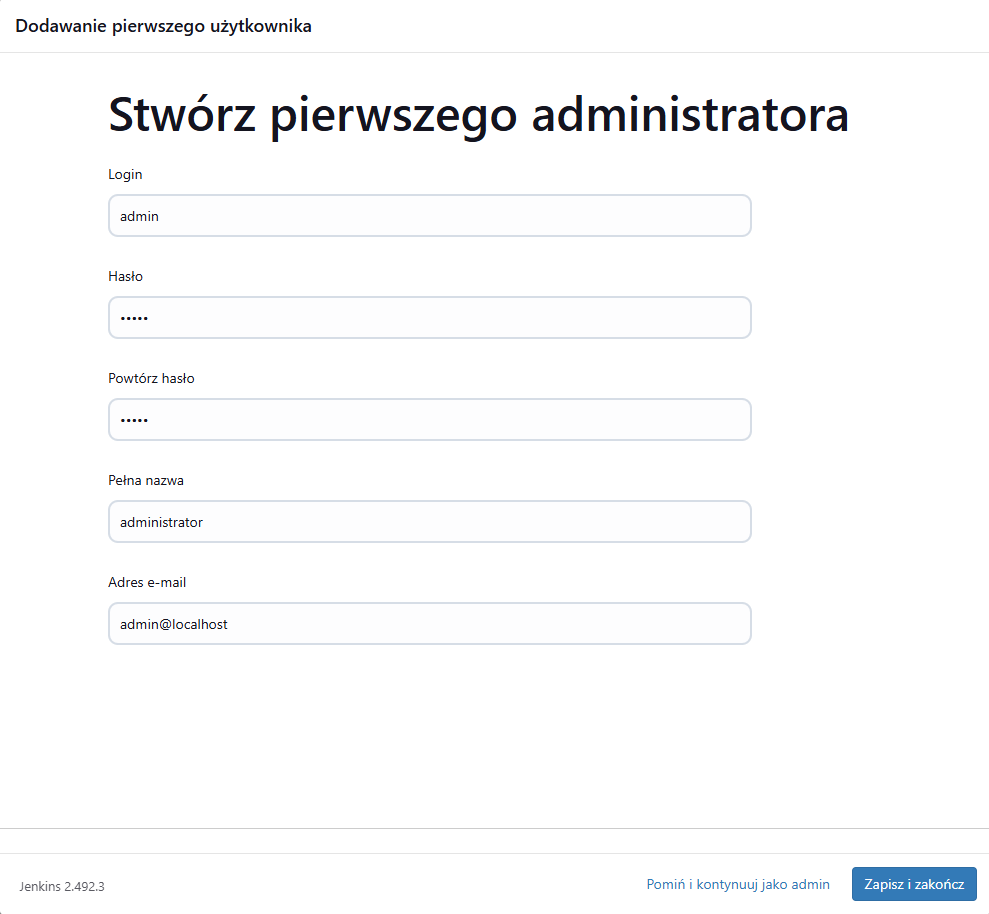 Dodawanie pierwszego użytkownika
Stwórz pierwszego administratora
Login
admin
Hasło
•••••
Powtórz hasło
•••••
Pełna nazwa
administrator
Adres e-mail
admin@localhost
Jenkins 2.492.3
Pomiń i kontynuuj jako admin
Zapisz i zakończ